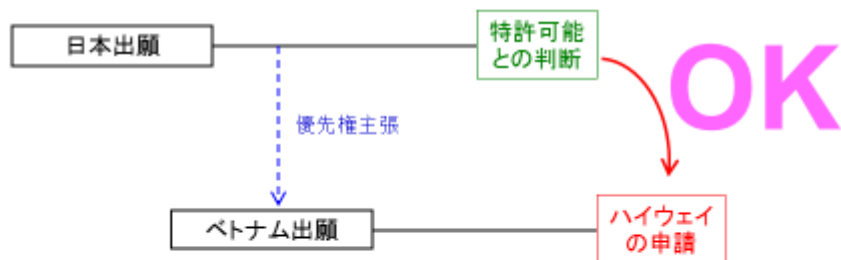 日本出願
特許可能
との判断
OK
優先権主張
ベトナム出願
ハイウェイ
の申請